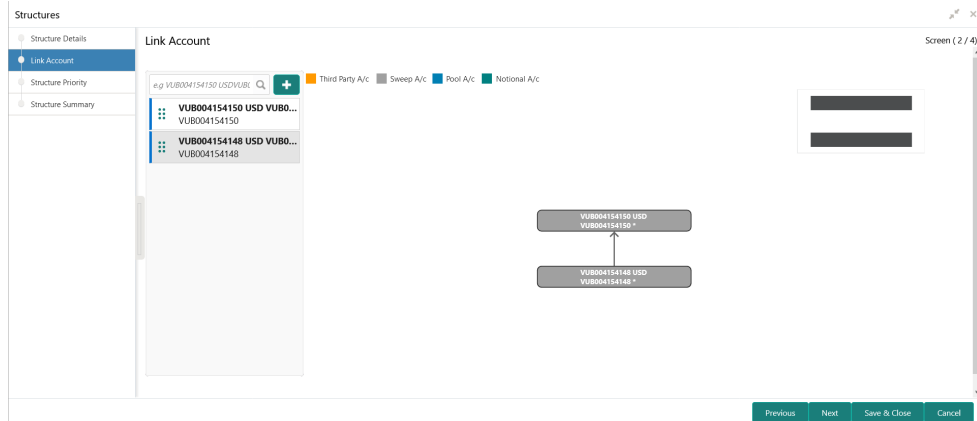 Structures
Structure Details
Link Account
Structure Priority
Structure Summary
Link Account
Screen ( 2 / 4)
e.g VUB004154150 USDVUBL
Third Party A/c
Sweep A/c
Pool A/c
Notional A/c
VUB004154150 USD VUB0...
VUB004154150
VUB004154148 USD VUB0...
VUB004154148
VUB004154150 USD
VUB004154150 *
VUB004154148 USD
VUB004154148 *
Previous
Next
Save & Close
Cancel